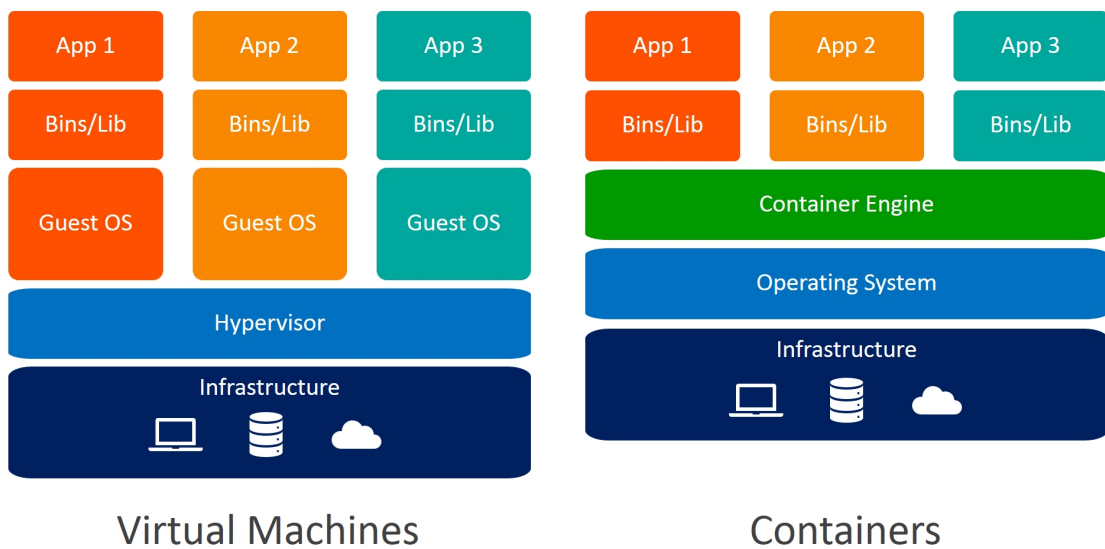 App 1
App 2
App 3
Bins/Lib
Bins/Lib
Bins/Lib
Guest OS
Guest OS
Guest OS
Hypervisor
Infrastructure
Virtual Machines
App 1
App 2
App 3
Bins/Lib
Bins/Lib
Bins/Lib
Container Engine
Operating System
Infrastructure
Containers